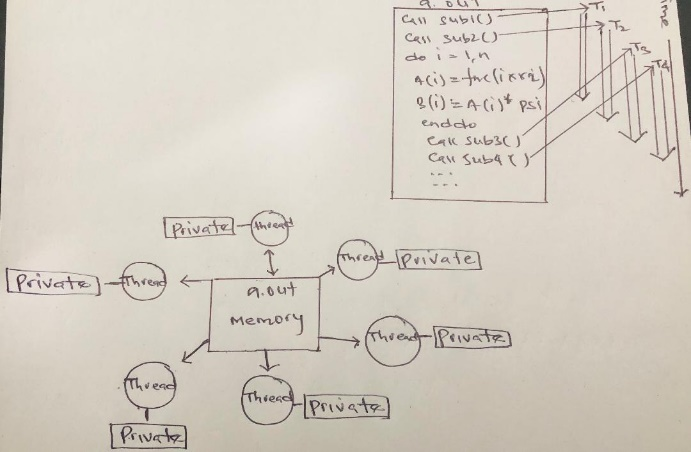 a.out
call sub1()
T1
call sub2()
T2
do i = 1,n
T3
A(i) = fnc(i**2)
T4
B(i) = A(i)* psi
enddo
call sub3()
call sub4()
...
...
Private
Thread
Thread
Private
Private
Thread
a.out
Memory
Thread
Private
Thread
Thread
Private
Private